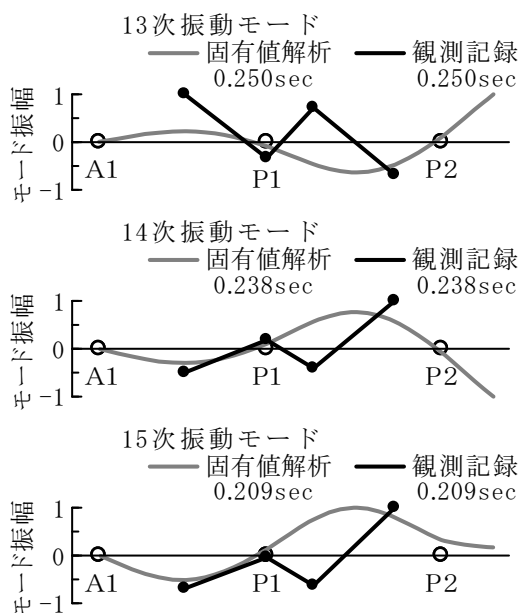 13次振動モード
固有値解析 観測記録
0.250sec 0.250sec
モード振幅
1
0
-1
A1 P1 P2
14次振動モード
固有値解析 観測記録
0.238sec 0.238sec
モード振幅
1
0
-1
A1 P1 P2
15次振動モード
固有値解析 観測記録
0.209sec 0.209sec
モード振幅
1
0
-1
A1 P1 P2